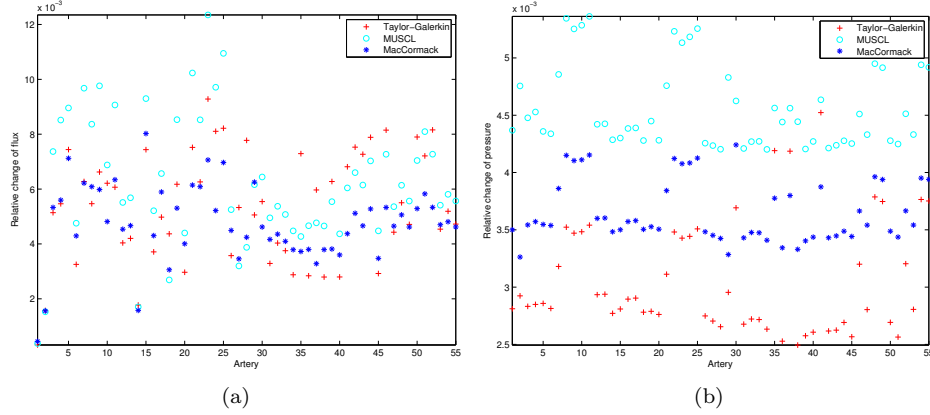 x 10⁻³
12
10
8
6
4
2
Relative change of flux
5 10 15 20 25 30 35 40 45 50 55
Artery
Taylor-Galerkin
MUSCL
MacCormack
(a)
x 10⁻³
5
4.5
4
3.5
3
2.5
Relative change of pressure
5 10 15 20 25 30 35 40 45 50 55
Artery
Taylor-Galerkin
MUSCL
MacCormack
(b)